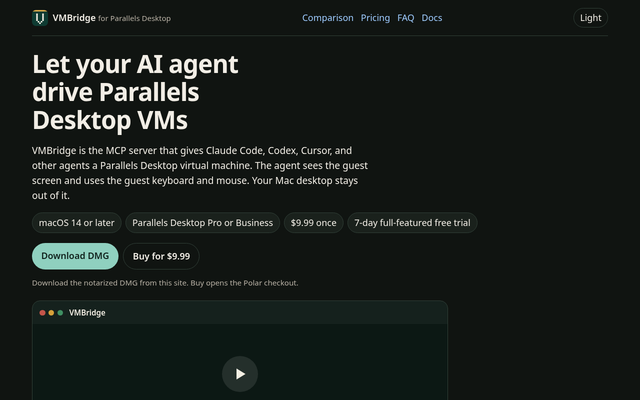 VMBridge for Parallels Desktop
Comparison Pricing FAQ Docs
Light
Let your AI agent
drive Parallels
Desktop VMs
VMBridge is the MCP server that gives Claude Code, Codex, Cursor, and
other agents a Parallels Desktop virtual machine. The agent sees the guest
screen and uses the guest keyboard and mouse. Your Mac desktop stays
out of it.
macOS 14 or later
Parallels Desktop Pro or Business
$9.99 once
7-day full-featured free trial
Download DMG
Buy for $9.99
Download the notarized DMG from this site. Buy opens the Polar checkout.
VMBridge